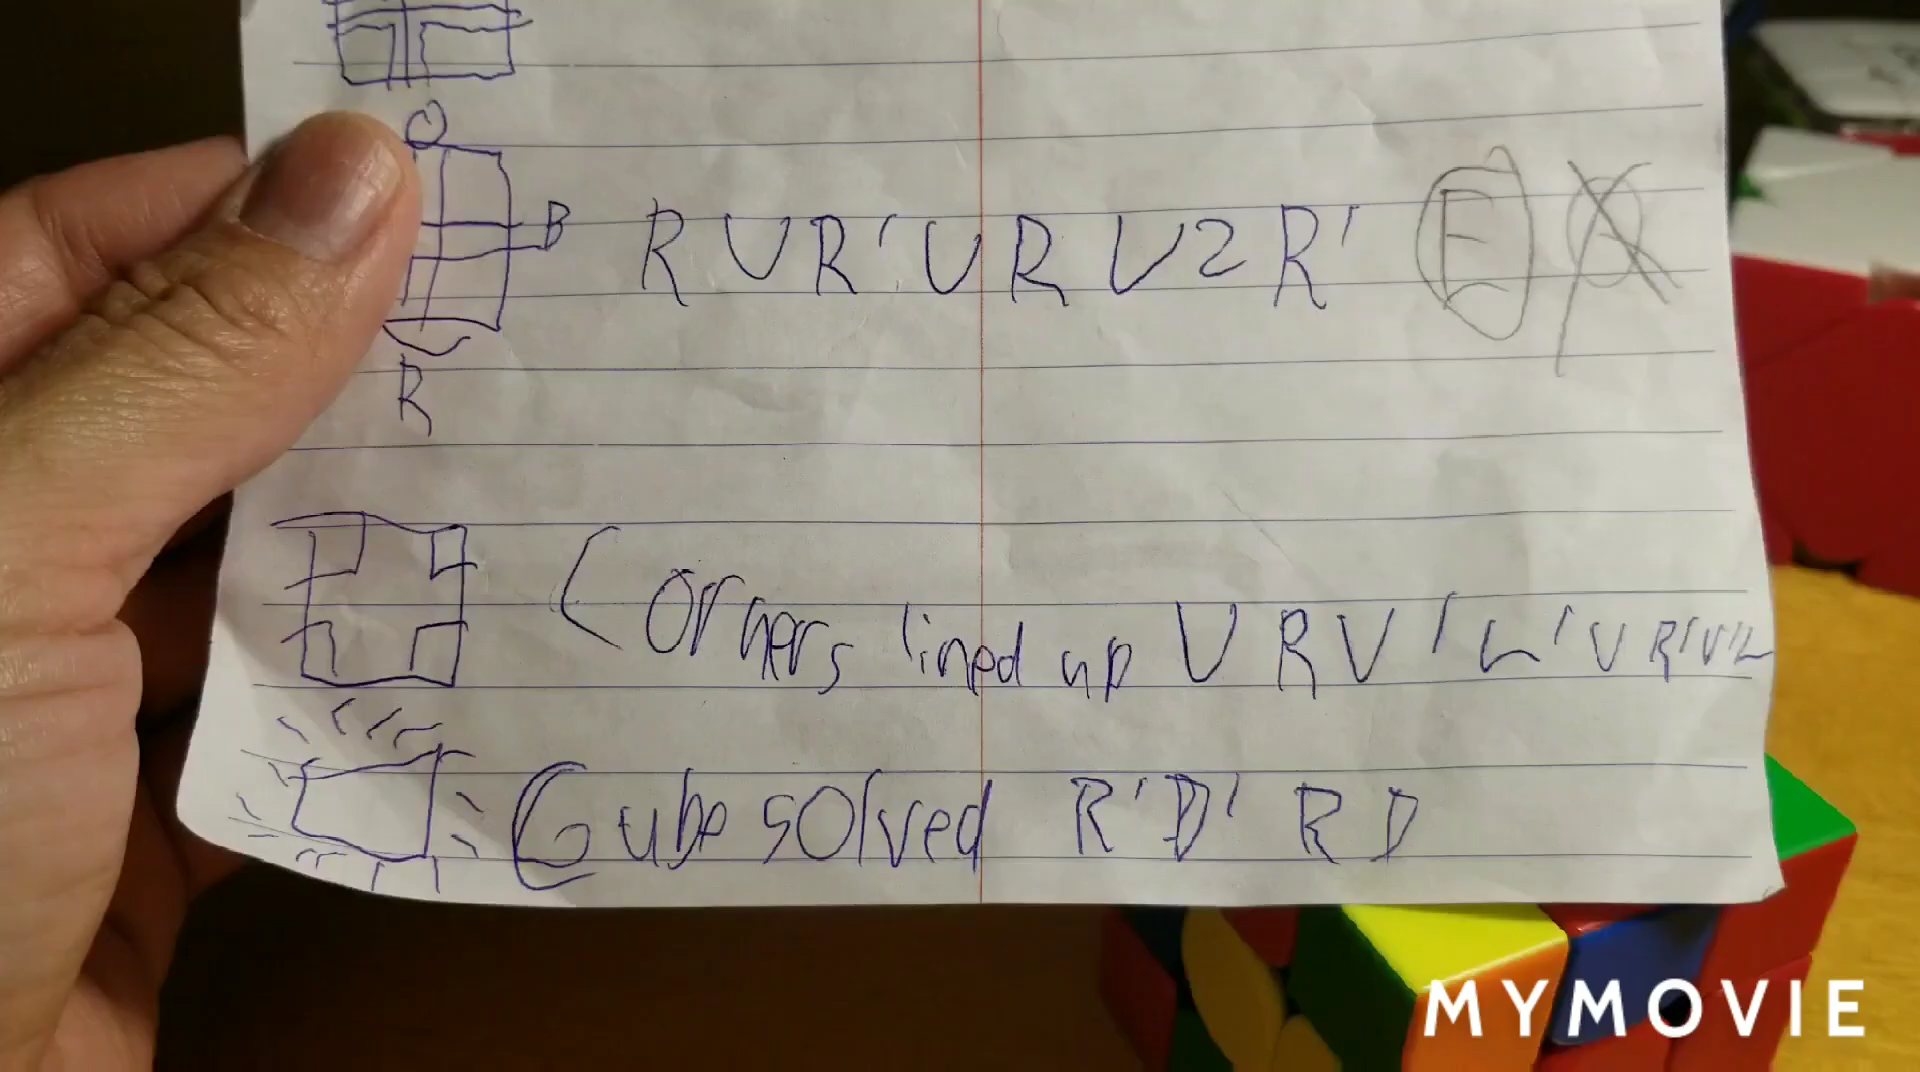 O
B R U R' U R U2 R' E
R
Corners lined up U R U' L' U R' U' L
Cube solved R' D' R D
MYMOVIE